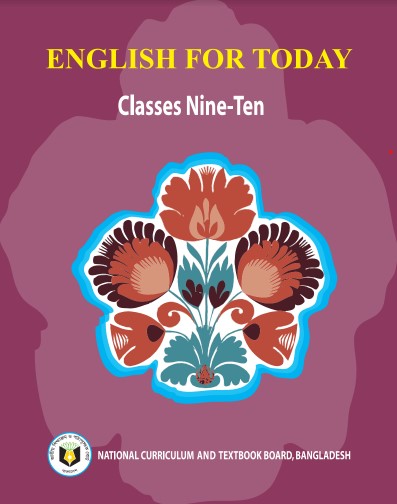 ENGLISH FOR TODAY
Classes Nine-Ten
NATIONAL CURRICULUM AND TEXTBOOK BOARD, BANGLADESH